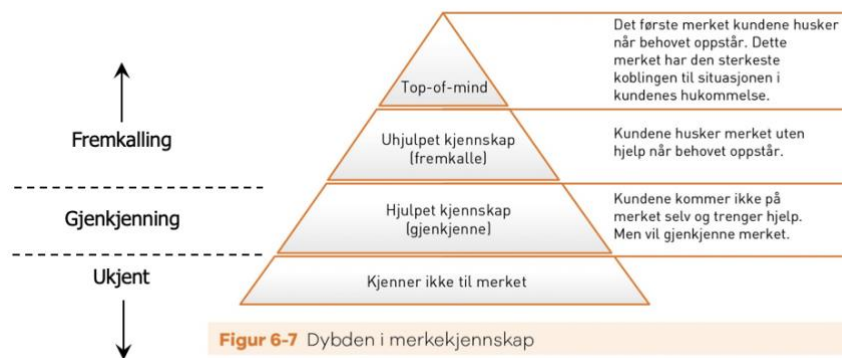 Det første merket kundene husker
når behovet oppstår. Dette
merket har den sterkeste
koblingen til situasjonen i
kundenes hukommelse.
Top-of-mind
Fremkalling
Uhjulpet kjennskap
(fremkalle)
Kundene husker merket uten
hjelp når behovet oppstår.
Gjenkjenning
Hjulpet kjennskap
(gjenkjenne)
Kundene kommer ikke på
merket selv og trenger hjelp.
Men vil gjenkjenne merket.
Ukjent
Kjenner ikke til merket
Figur 6-7 Dybden i merkekjennskap